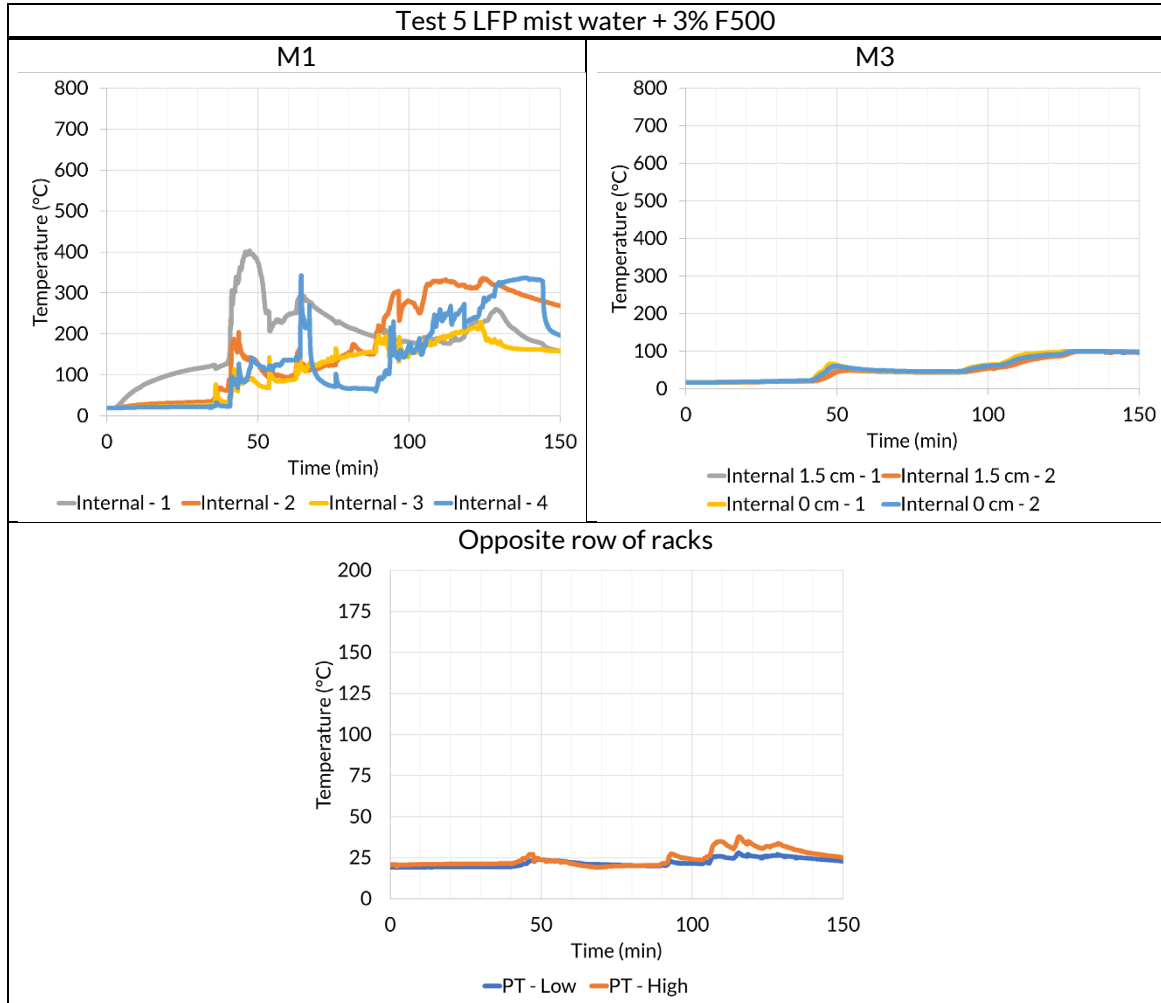 Test 5 LFP mist water + 3% F500
M1
800
700
600
500
400
300
200
100
0
Temperature (°C)
0 50 100 150
Time (min)
Internal - 1 Internal - 2 Internal - 3 Internal - 4
M3
800
700
600
500
400
300
200
100
0
Temperature (°C)
0 50 100 150
Time (min)
Internal 1.5 cm - 1 Internal 1.5 cm - 2
Internal 0 cm - 1 Internal 0 cm - 2
Opposite row of racks
200
175
150
125
100
75
50
25
0
Temperature (°C)
0 50 100 150
Time (min)
PT - Low PT - High